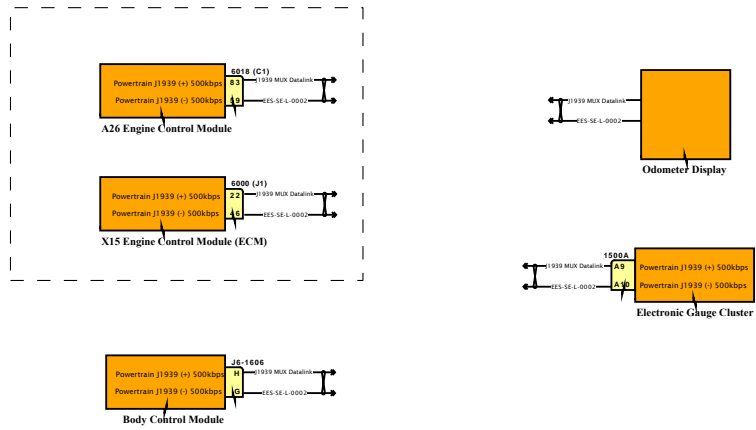 6018 (C1)
Powertrain J1939 (+) 500kbps 83 J1939 MUX Datalink
Powertrain J1939 (-) 500kbps 59 EES-SE-L-0002
A26 Engine Control Module
6000 (J1)
Powertrain J1939 (+) 500kbps 22 J1939 MUX Datalink
Powertrain J1939 (-) 500kbps 46 EES-SE-L-0002
X15 Engine Control Module (ECM)
J6-1606
Powertrain J1939 (+) 500kbps H J1939 MUX Datalink
Powertrain J1939 (-) 500kbps G EES-SE-L-0002
Body Control Module
J1939 MUX Datalink
EES-SE-L-0002
Odometer Display
1500A
J1939 MUX Datalink A9 Powertrain J1939 (+) 500kbps
EES-SE-L-0002 A10 Powertrain J1939 (-) 500kbps
Electronic Gauge Cluster